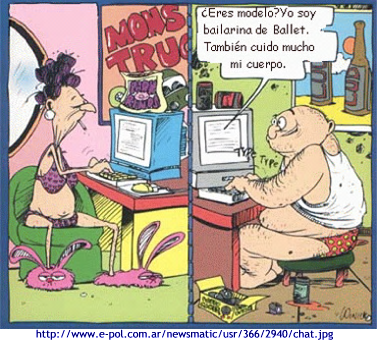 MONS
TRUO
¿Eres modelo?Yo soy
bailarina de Ballet.
También cuido mucho
mi cuerpo.
TYPE
TYPE
http://www.e-pol.com.ar/newsmatic/usr/366/2940/chat.jpg